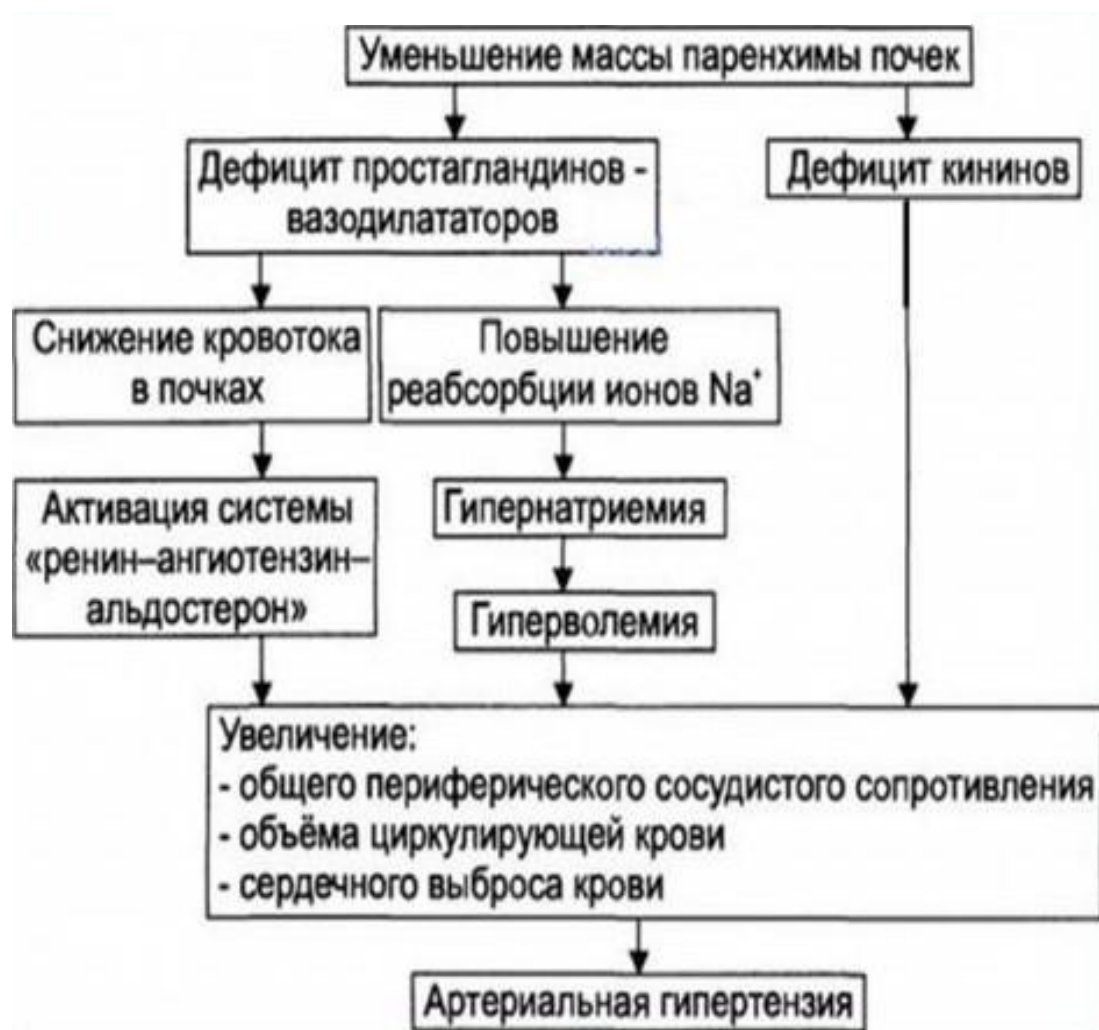 Уменьшение массы паренхимы почек
Дефицит простагландинов -
вазодилататоров
Дефицит кининов
Снижение кровотока
в почках
Повышение
реабсорбции ионов Na⁺
Активация системы
«ренин–ангиотензин–
альдостерон»
Гипернатриемия
Гиперволемия
Увеличение:
- общего периферического сосудистого сопротивления
- объёма циркулирующей крови
- сердечного выброса крови
Артериальная гипертензия